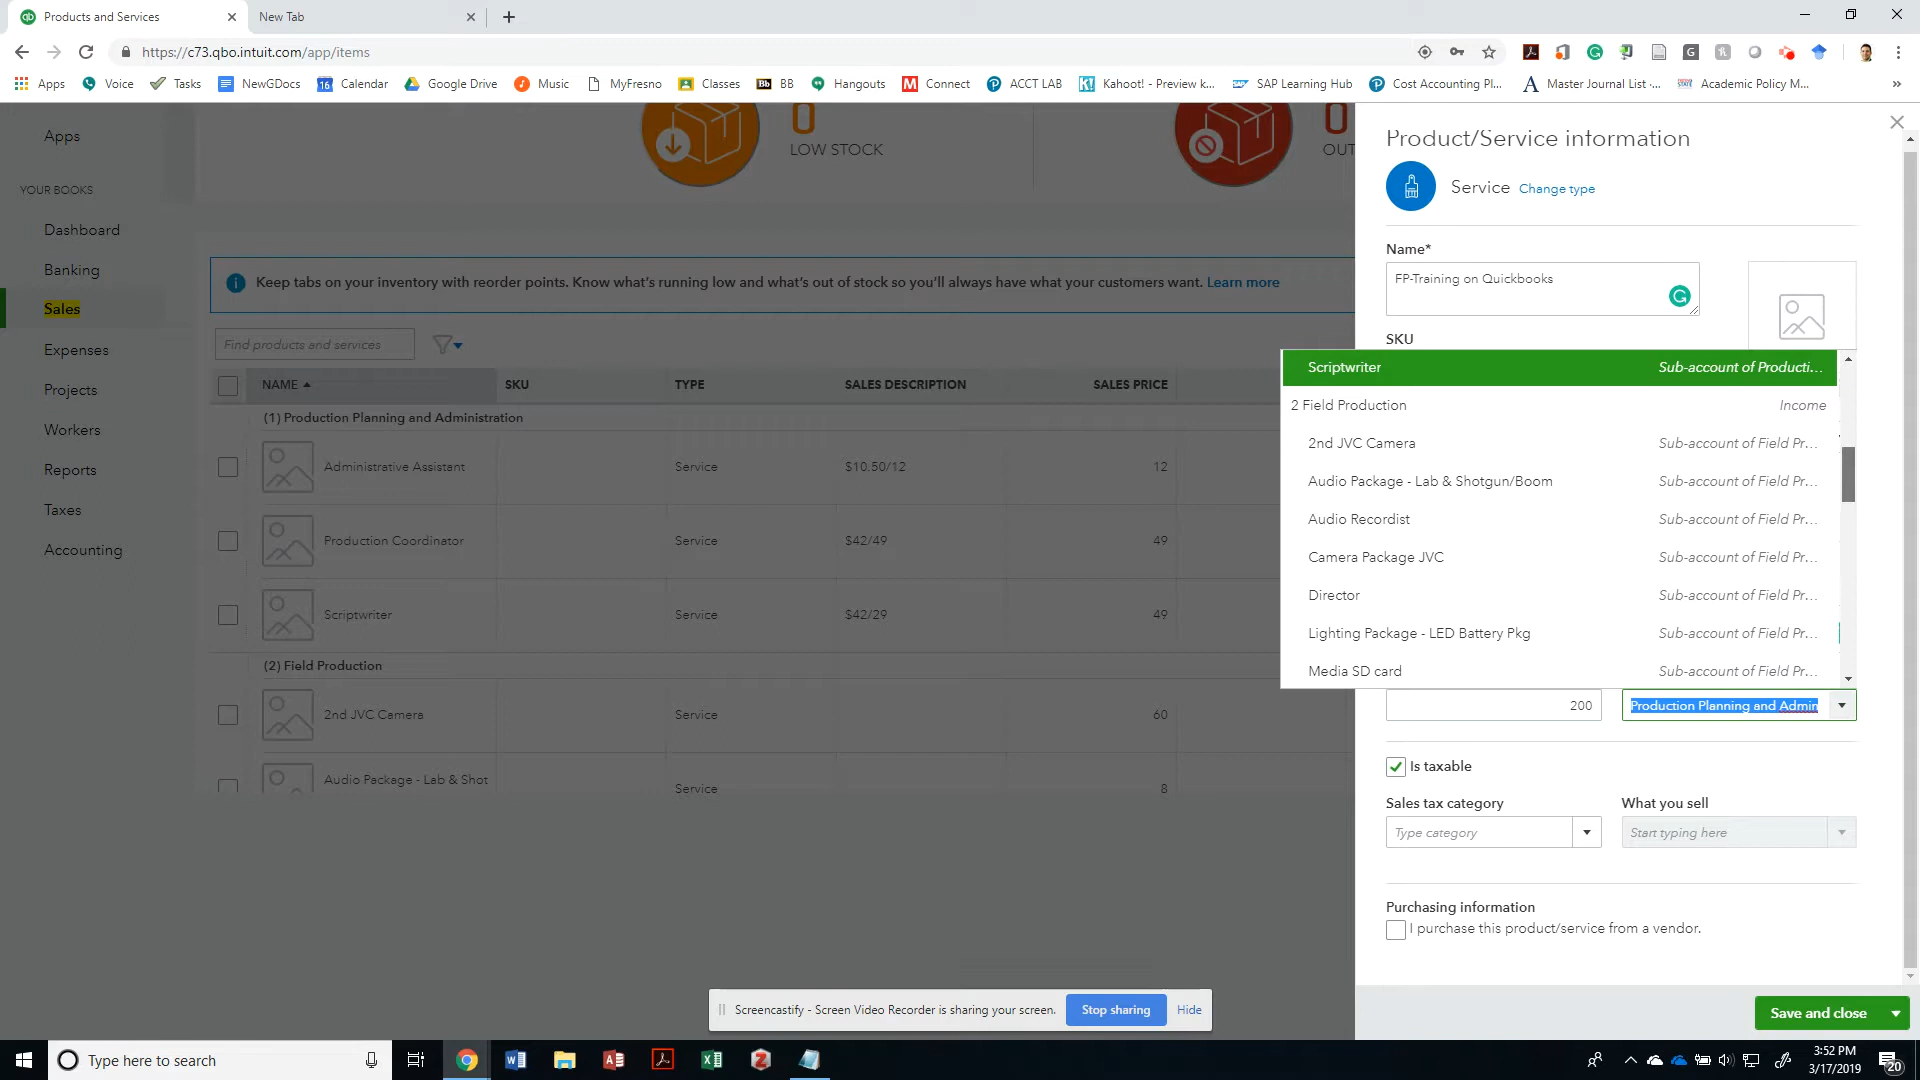 Products and Services
New Tab
https://c73.qbo.intuit.com/app/items
Apps
Voice
Tasks
NewGDocs
16
Calendar
Google Drive
Music
MyFresno
Classes
Bb
BB
Hangouts
Connect
ACCT LAB
Kahoot! - Preview k...
SAP Learning Hub
Cost Accounting Pl...
Master Journal List -...
Academic Policy M...
Apps
YOUR BOOKS
Dashboard
Banking
Sales
Expenses
Projects
Workers
Reports
Taxes
Accounting
0
LOW STOCK
0
OUT
Keep tabs on your inventory with reorder points. Know what's running low and what's out of stock so you'll always have what your customers want. Learn more
Find products and services
NAME SKU TYPE SALES DESCRIPTION SALES PRICE
(1) Production Planning and Administration
Administrative Assistant Service $10.50/12 12
Production Coordinator Service $42/49 49
Scriptwriter Service $42/29 49
(2) Field Production
2nd JVC Camera Service 60
Audio Package - Lab & Shot Service 8
Product/Service information
Service Change type
Name*
FP-Training on Quickbooks
SKU
Scriptwriter Sub-account of Producti...
2 Field Production Income
2nd JVC Camera Sub-account of Field Pr...
Audio Package - Lab & Shotgun/Boom Sub-account of Field Pr...
Audio Recordist Sub-account of Field Pr...
Camera Package JVC Sub-account of Field Pr...
Director Sub-account of Field Pr...
Lighting Package - LED Battery Pkg Sub-account of Field Pr...
Media SD card Sub-account of Field Pr...
200 Production Planning and Admin
Is taxable
Sales tax category What you sell
Type category Start typing here
Purchasing information
I purchase this product/service from a vendor.
Save and close
Screencastify - Screen Video Recorder is sharing your screen. Stop sharing Hide
Type here to search
3:52 PM
3/17/2019
20